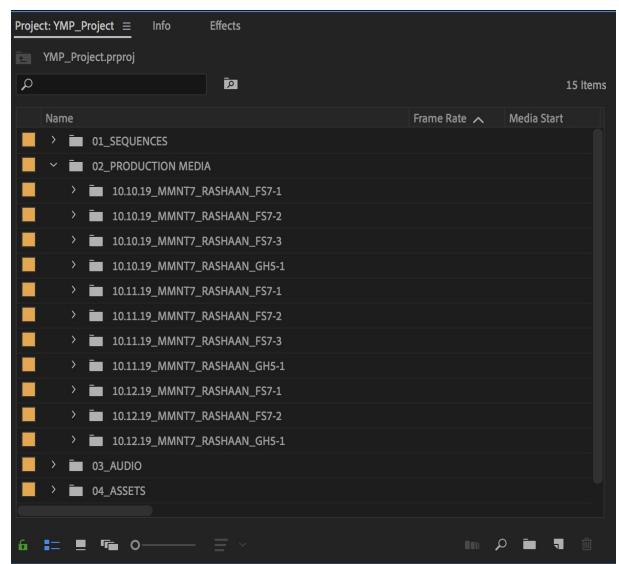 Project: YMP_Project Info Effects
YMP_Project.prproj
15 Items
Name Frame Rate Media Start
01_SEQUENCES
02_PRODUCTION MEDIA
10.10.19_MMNT7_RASHAAN_FS7-1
10.10.19_MMNT7_RASHAAN_FS7-2
10.10.19_MMNT7_RASHAAN_FS7-3
10.10.19_MMNT7_RASHAAN_GH5-1
10.11.19_MMNT7_RASHAAN_FS7-1
10.11.19_MMNT7_RASHAAN_FS7-2
10.11.19_MMNT7_RASHAAN_FS7-3
10.11.19_MMNT7_RASHAAN_GH5-1
10.12.19_MMNT7_RASHAAN_FS7-1
10.12.19_MMNT7_RASHAAN_FS7-2
10.12.19_MMNT7_RASHAAN_GH5-1
03_AUDIO
04_ASSETS